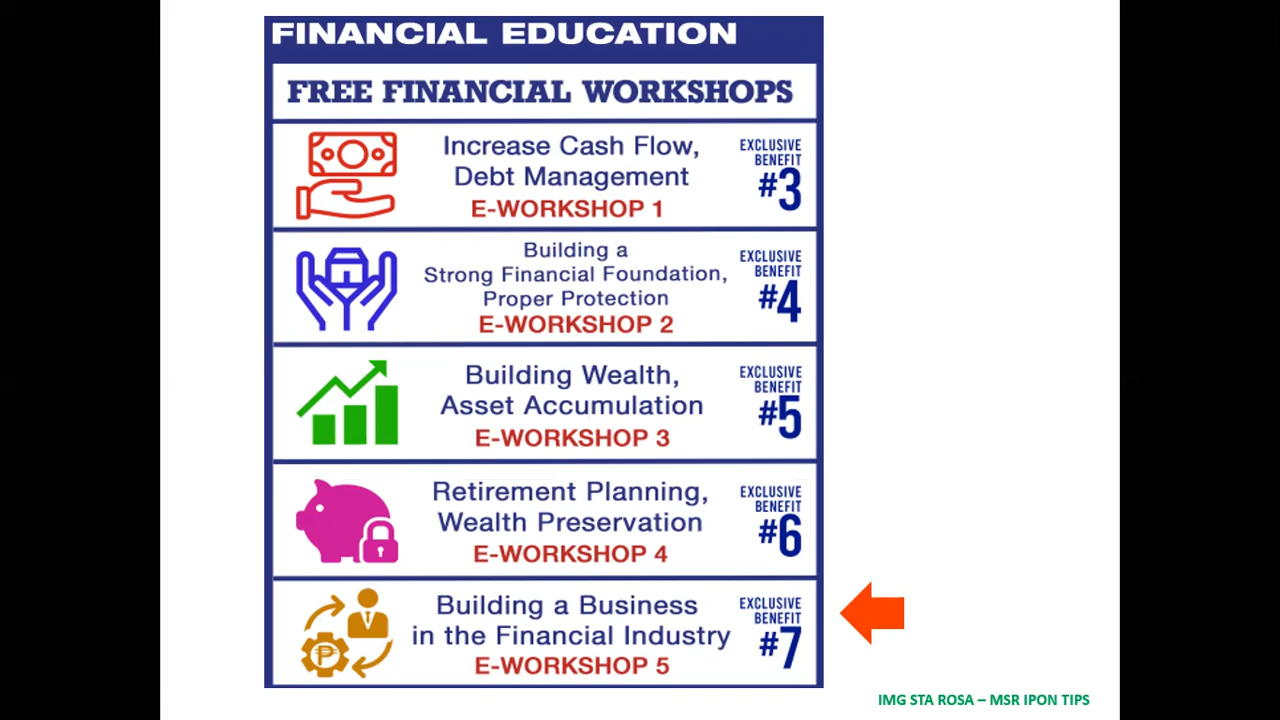 FINANCIAL EDUCATION
FREE FINANCIAL WORKSHOPS
Increase Cash Flow,
Debt Management
E-WORKSHOP 1
EXCLUSIVE
BENEFIT
#3
Building a
Strong Financial Foundation,
Proper Protection
E-WORKSHOP 2
EXCLUSIVE
BENEFIT
#4
Building Wealth,
Asset Accumulation
E-WORKSHOP 3
EXCLUSIVE
BENEFIT
#5
Retirement Planning,
Wealth Preservation
E-WORKSHOP 4
EXCLUSIVE
BENEFIT
#6
₱
Building a Business
in the Financial Industry
E-WORKSHOP 5
EXCLUSIVE
BENEFIT
#7
IMG STA ROSA – MSR IPON TIPS